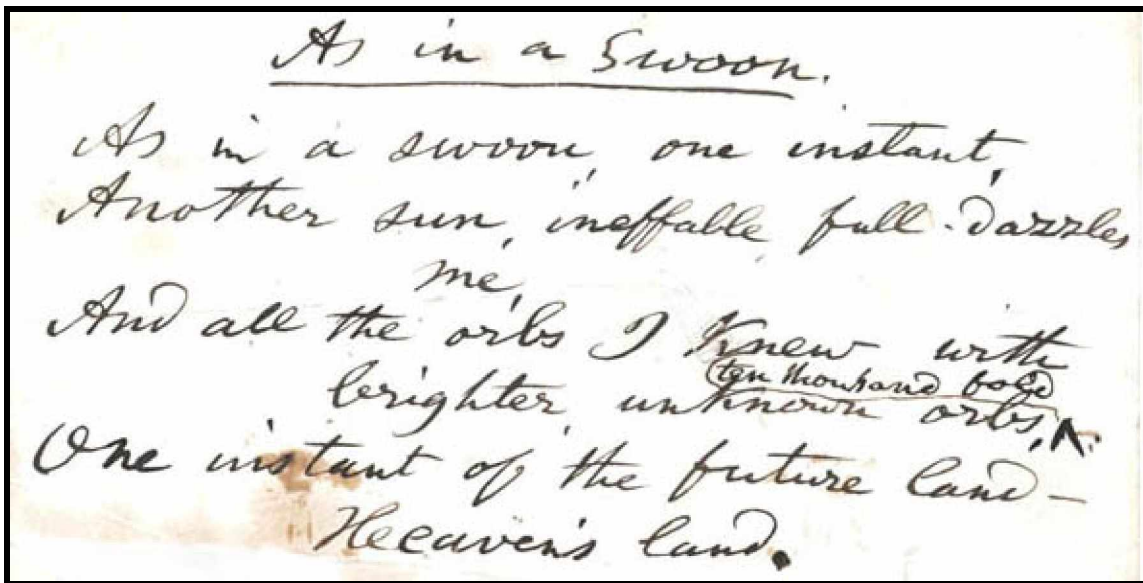 As in a Swoon.
As in a swoon, one instant,
Another sun, ineffable, full-dazzles
me,
And all the orbs I Knew with
ten thousand fold
brighter, unknown orbs, ^.
One instant of the future land –
Heeaven's land.